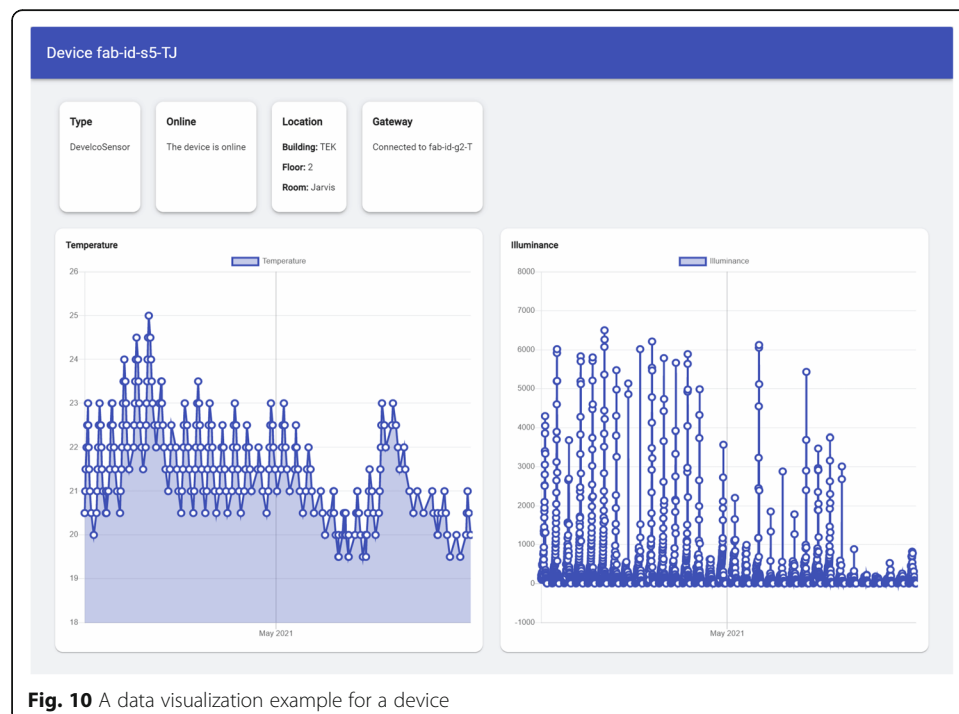 Device fab-id-s5-TJ
Type
DevelcoSensor
Online
The device is online
Location
Building: TEK
Floor: 2
Room: Jarvis
Gateway
Connected to fab-id-g2-T
Temperature
Temperature
26
25
24
23
22
21
20
19
18
May 2021
Illuminance
Illuminance
8000
7000
6000
5000
4000
3000
2000
1000
0
-1000
May 2021
Fig. 10 A data visualization example for a device